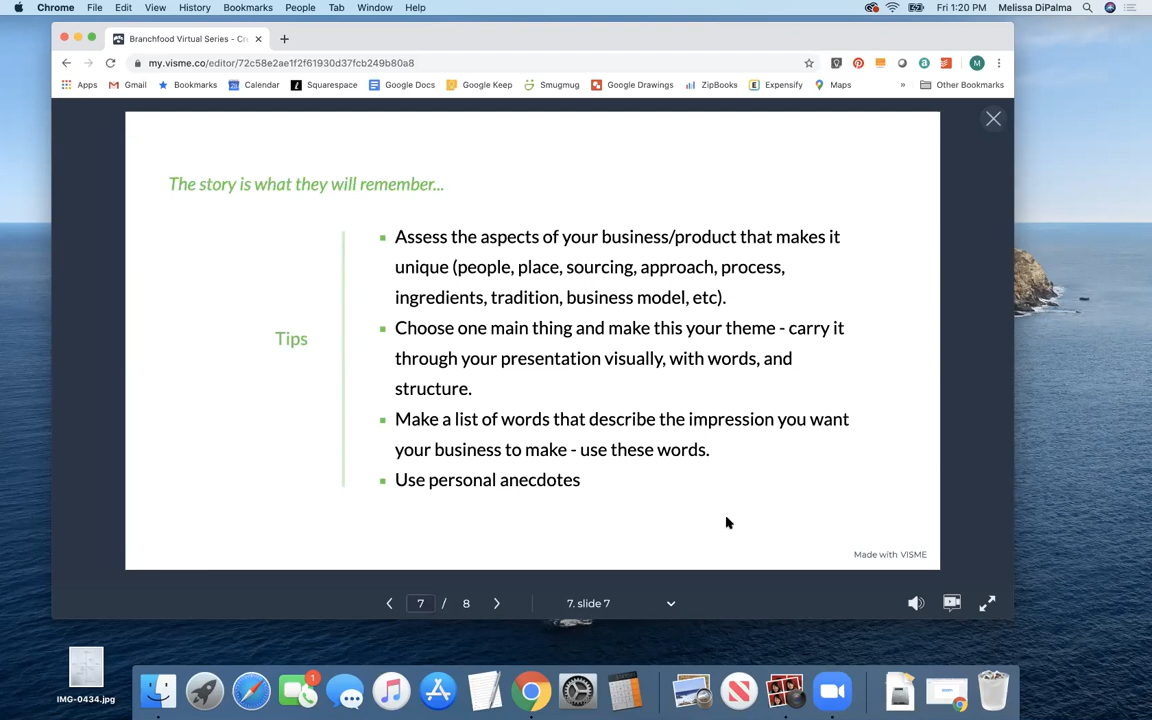 Chrome File Edit View History Bookmarks People Tab Window Help Fri 1:20 PM Melissa DiPalma
Branchfood Virtual Series - Cre
my.visme.co/editor/72c58e2ae1f2f61930d37fcb249b80a8
M
Apps Gmail Bookmarks Calendar Squarespace Google Docs Google Keep Smugmug Google Drawings ZipBooks Expensify Maps » Other Bookmarks
The story is what they will remember...
Assess the aspects of your business/product that makes it
unique (people, place, sourcing, approach, process,
ingredients, tradition, business model, etc).
Choose one main thing and make this your theme - carry it
Tips
through your presentation visually, with words, and
structure.
Make a list of words that describe the impression you want
your business to make - use these words.
Use personal anecdotes
Made with VISME
7 / 8 7. slide 7
1
IMG-0434.jpg